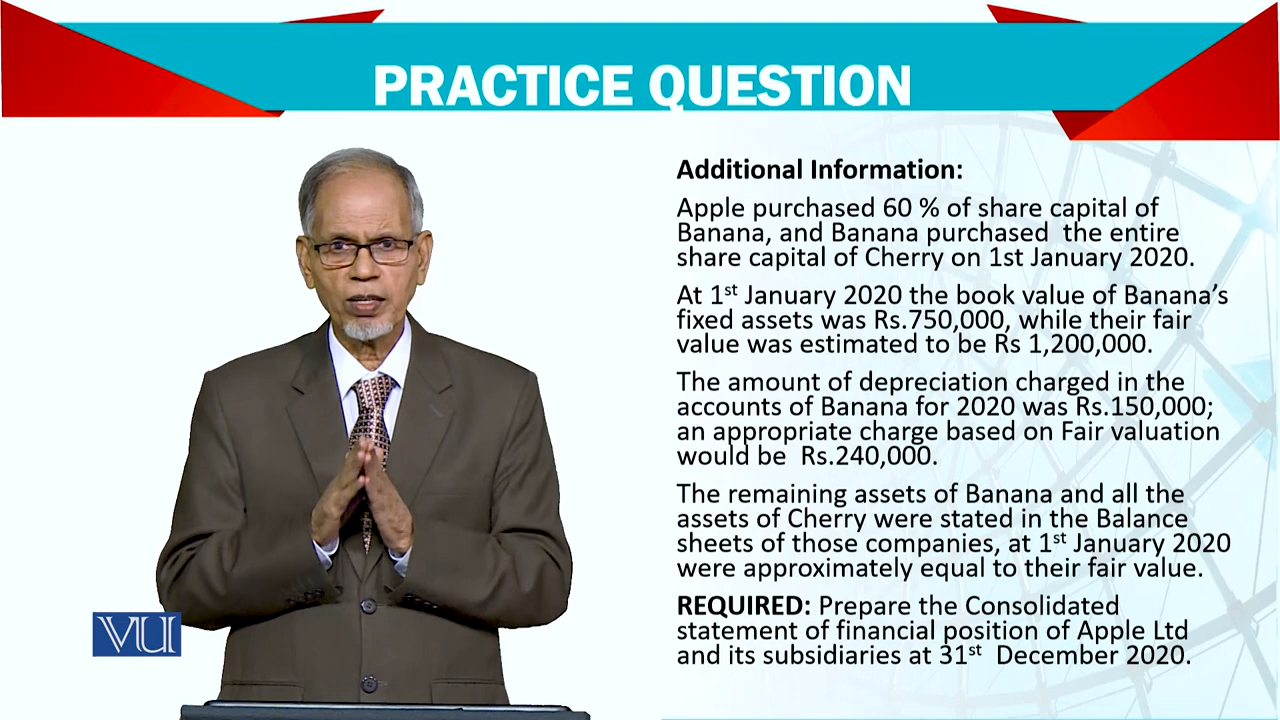 PRACTICE QUESTION
Additional Information:
Apple purchased 60 % of share capital of
Banana, and Banana purchased the entire
share capital of Cherry on 1st January 2020.
At 1st January 2020 the book value of Banana’s
fixed assets was Rs.750,000, while their fair
value was estimated to be Rs 1,200,000.
The amount of depreciation charged in the
accounts of Banana for 2020 was Rs.150,000;
an appropriate charge based on Fair valuation
would be Rs.240,000.
The remaining assets of Banana and all the
assets of Cherry were stated in the Balance
sheets of those companies, at 1st January 2020
were approximately equal to their fair value.
REQUIRED: Prepare the Consolidated
statement of financial position of Apple Ltd
and its subsidiaries at 31st December 2020.
VU